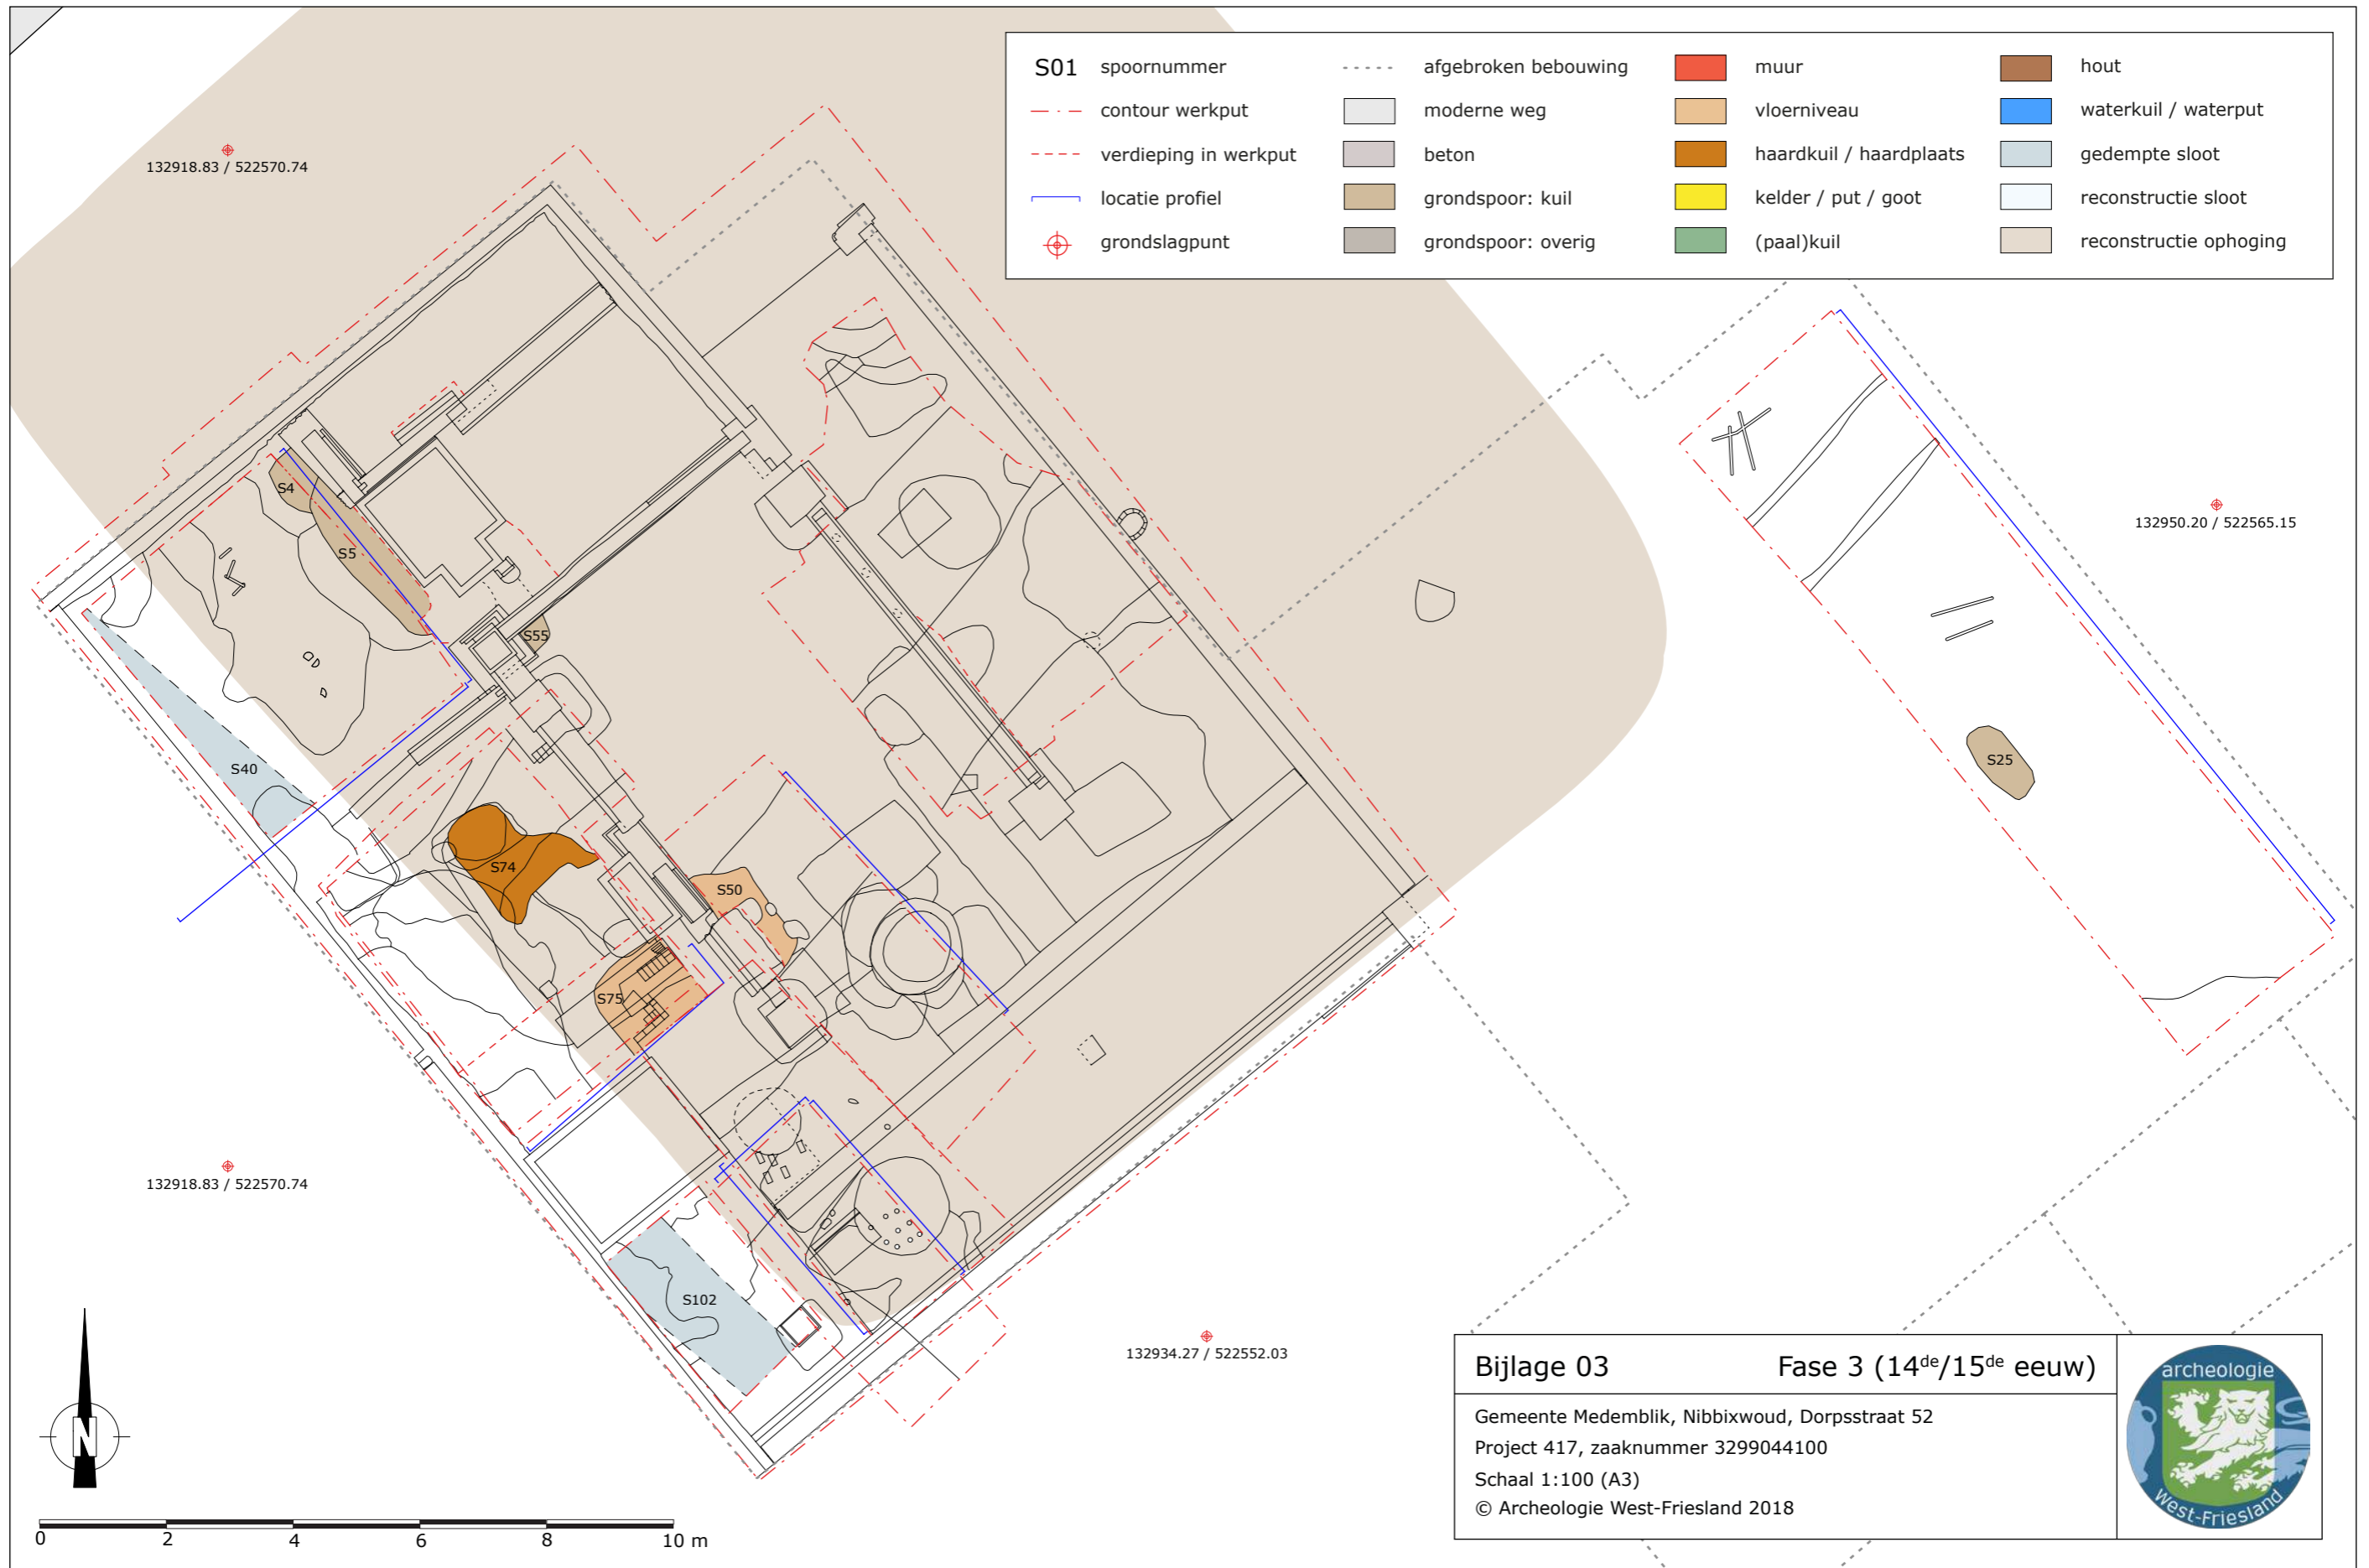 S01 spoornummer
contour werkput
verdieping in werkput
locatie profiel
grondslagpunt
afgebroken bebouwing
moderne weg
beton
grondspoor: kuil
grondspoor: overig
muur
vloerniveau
haardkuil / haardplaats
kelder / put / goot
(paal)kuil
hout
waterkuil / waterput
gedempte sloot
reconstructie sloot
reconstructie ophoging
132918.83 / 522570.74
S4
S5
132950.20 / 522565.15
S55
S40
S25
S74
S50
S75
132918.83 / 522570.74
S102
132934.27 / 522552.03
N
0 2 4 6 8 10 m
Bijlage 03 Fase 3 (14de/15de eeuw)
Gemeente Medemblik, Nibbixwoud, Dorpsstraat 52
Project 417, zaaknummer 3299044100
Schaal 1:100 (A3)
© Archeologie West-Friesland 2018
archeologie
West-Friesland